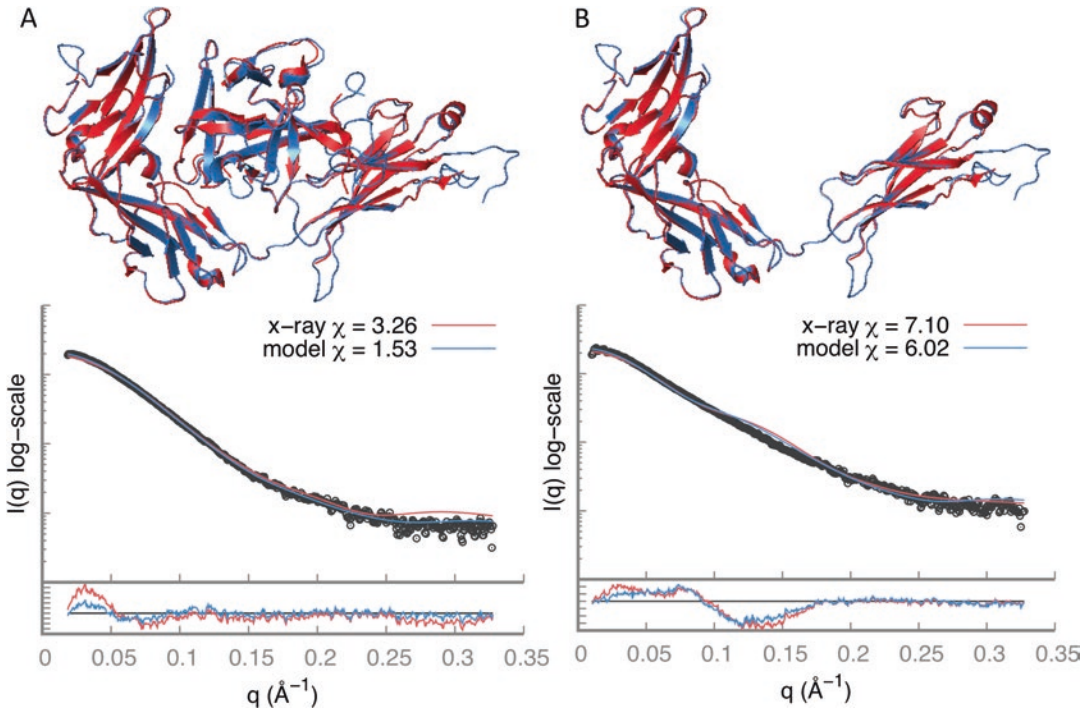 A
B
x-ray χ = 3.26
model χ = 1.53
x-ray χ = 7.10
model χ = 6.02
I(q) log-scale
I(q) log-scale
0 0.05 0.1 0.15 0.2 0.25 0.3 0.35
0 0.05 0.1 0.15 0.2 0.25 0.3 0.35
q (Å⁻¹)
q (Å⁻¹)